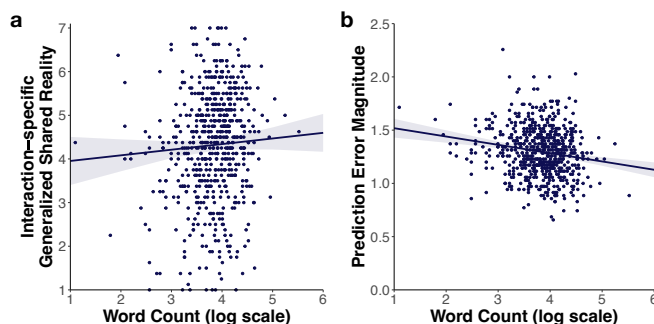 a
Interaction–specific
Generalized Shared Reality
7
6
5
4
3
2
1
1 2 3 4 5 6
Word Count (log scale)
b
Prediction Error Magnitude
2.5
2.0
1.5
1.0
0.5
0.0
1 2 3 4 5 6
Word Count (log scale)